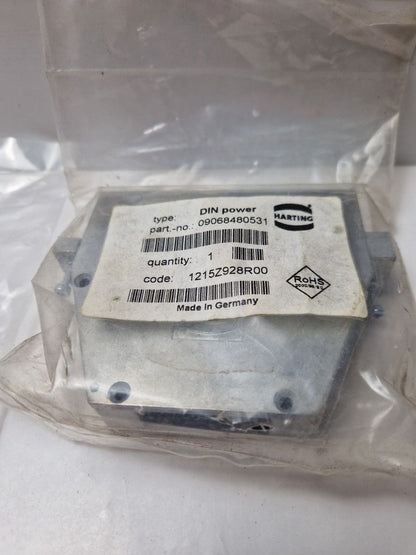 type: DIN power
part.-no.: 09068480531
HARTING
quantity: 1
code: 1215Z928R00
Made in Germany
RoHS